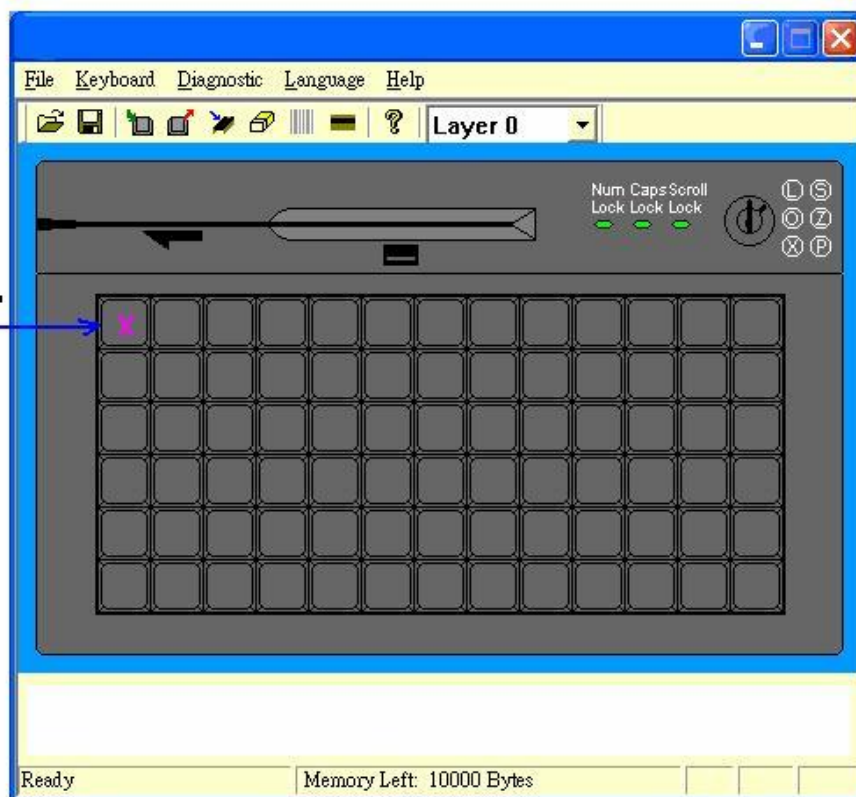 File Keyboard Diagnostic Language Help
Layer 0
Num Caps Scroll
Lock Lock Lock
L S
O Z
X P
X
Ready Memory Left: 10000 Bytes